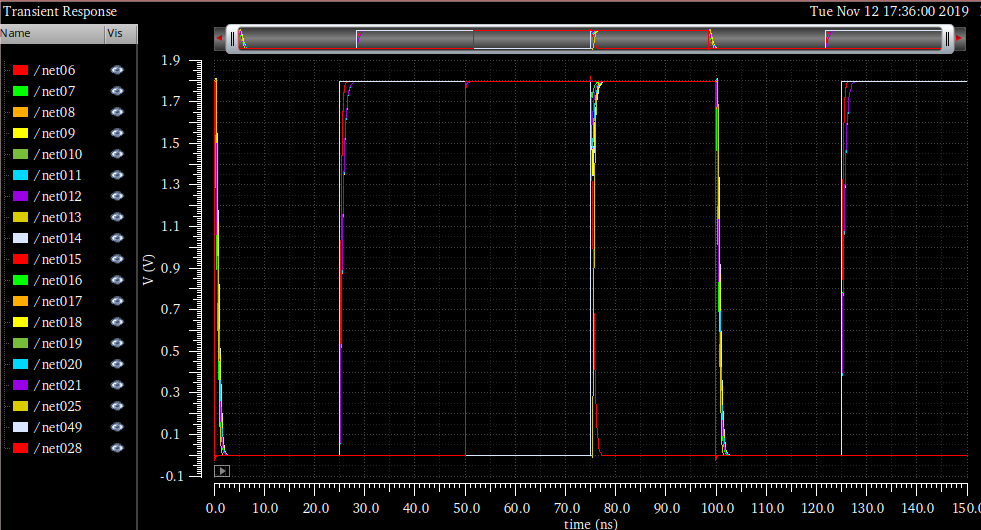 Transient Response
Tue Nov 12 17:36:00 2019
Name Vis
/net06
/net07
/net08
/net09
/net010
/net011
/net012
/net013
/net014
/net015
/net016
/net017
/net018
/net019
/net020
/net021
/net025
/net049
/net028
V (V)
1.9
1.7
1.5
1.3
1.1
0.9
0.7
0.5
0.3
0.1
-0.1
0.0 10.0 20.0 30.0 40.0 50.0 60.0 70.0 80.0 90.0 100.0 110.0 120.0 130.0 140.0 150.0
time (ns)